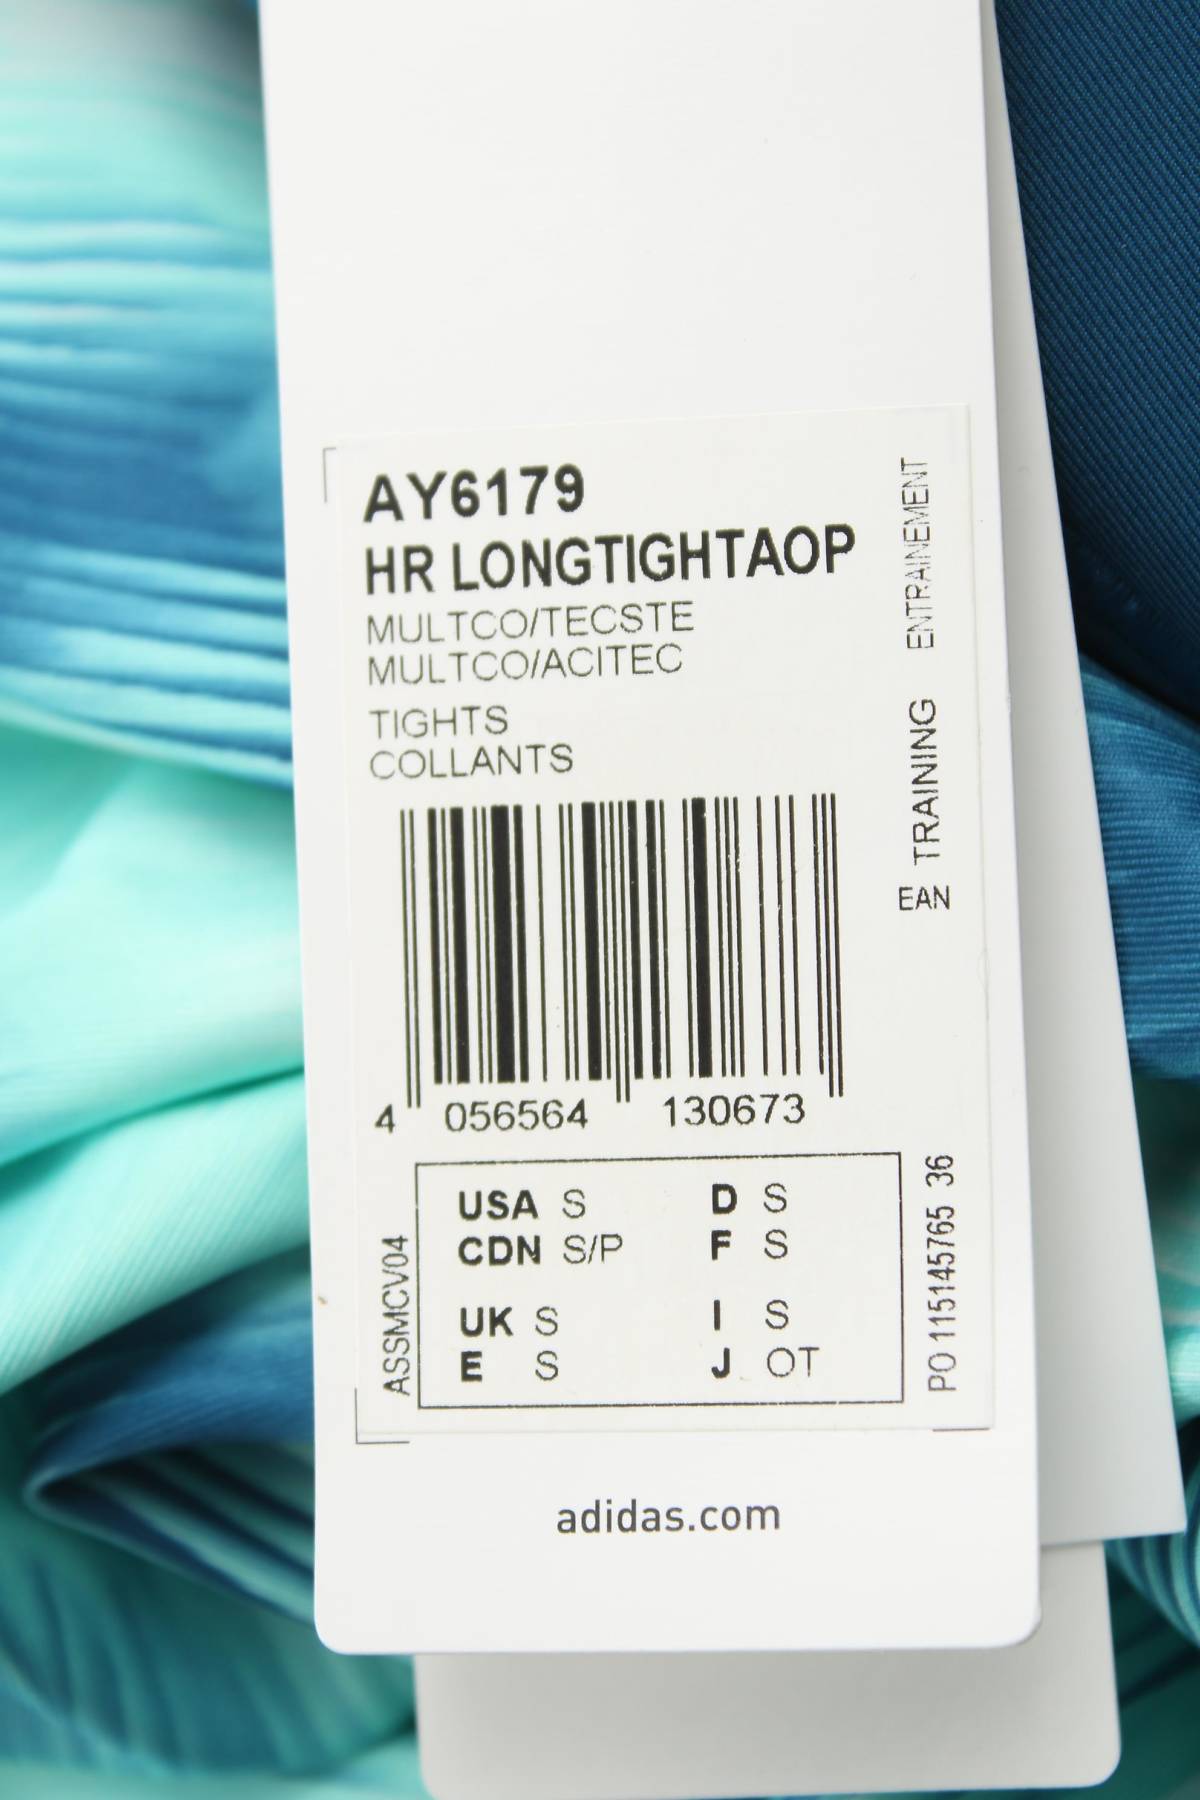 AY6179
HR LONGTIGHTAOP
MULTCO/TECSTE
MULTCO/ACITEC
TIGHTS
COLLANTS
EAN TRAINING ENTRAINEMENT
4 056564 130673
ASSMCV04
USA S D S
CDN S/P F S
UK S I S
E S J OT
PO 115145765 36
adidas.com